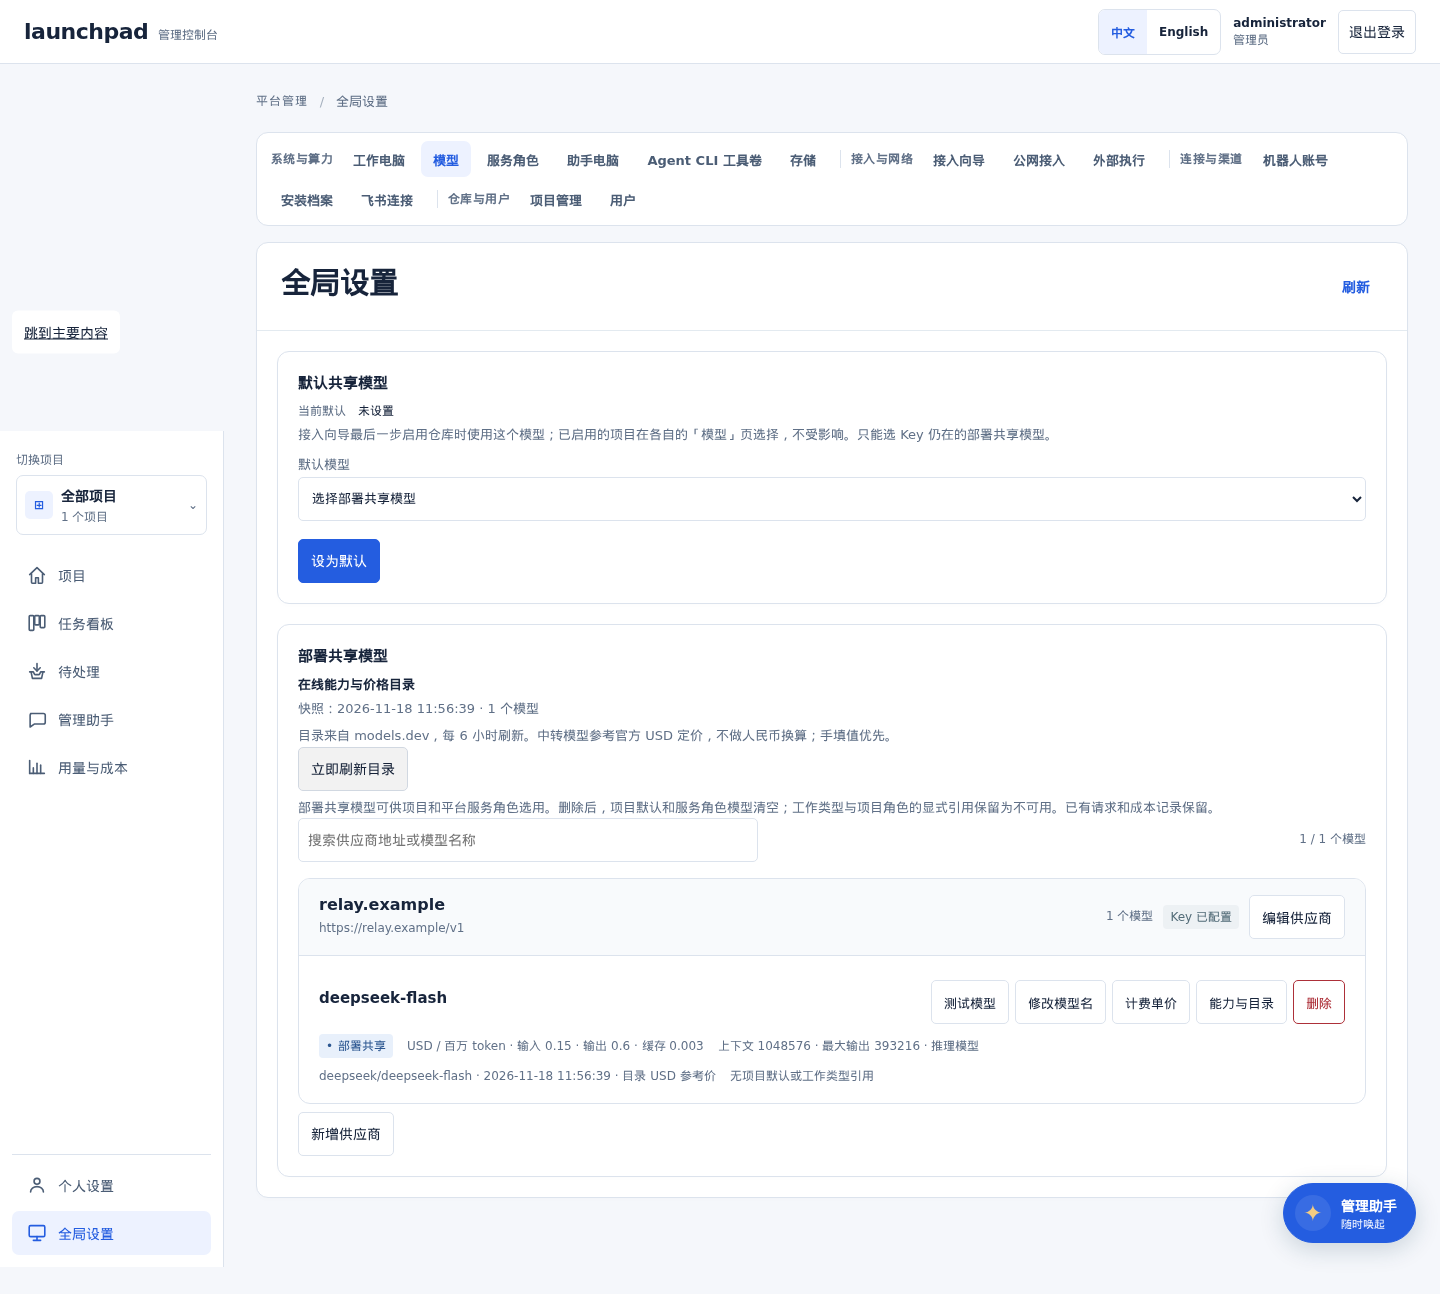 launchpad 管理控制台
中文 English
administrator
管理员
退出登录
平台管理 / 全局设置
系统与算力 工作电脑 模型 服务角色 助手电脑 Agent CLI 工具卷 存储 接入与网络 接入向导 公网接入 外部执行 连接与渠道 机器人账号
安装档案 飞书连接 仓库与用户 项目管理 用户
全局设置
刷新
跳到主要内容
切换项目
全部项目
1 个项目
项目
任务看板
待处理
管理助手
用量与成本
个人设置
全局设置
默认共享模型
当前默认 未设置
接入向导最后一步启用仓库时使用这个模型；已启用的项目在各自的「模型」页选择，不受影响。只能选 Key 仍在的部署共享模型。
默认模型
选择部署共享模型
设为默认
部署共享模型
在线能力与价格目录
快照：2026-11-18 11:56:39 · 1 个模型
目录来自 models.dev，每 6 小时刷新。中转模型参考官方 USD 定价，不做人民币换算；手填值优先。
立即刷新目录
部署共享模型可供项目和平台服务角色选用。删除后，项目默认和服务角色模型清空；工作类型与项目角色的显式引用保留为不可用。已有请求和成本记录保留。
搜索供应商地址或模型名称
1 / 1 个模型
relay.example
https://relay.example/v1
1 个模型 Key 已配置 编辑供应商
deepseek-flash
测试模型 修改模型名 计费单价 能力与目录 删除
• 部署共享 USD / 百万 token · 输入 0.15 · 输出 0.6 · 缓存 0.003 上下文 1048576 · 最大输出 393216 · 推理模型
deepseek/deepseek-flash · 2026-11-18 11:56:39 · 目录 USD 参考价 无项目默认或工作类型引用
新增供应商
管理助手
随时唤起